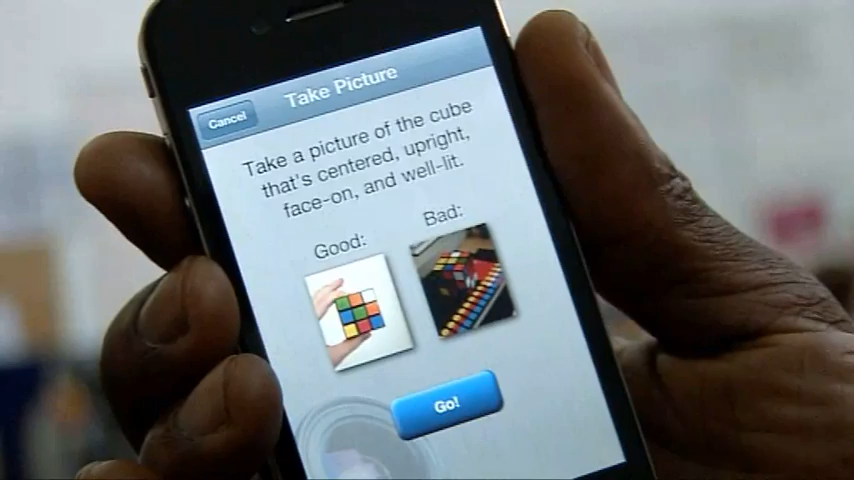 Take Picture
Cancel
Take a picture of the cube
that's centered, upright,
face-on, and well-lit.
Good:
Bad:
Go!